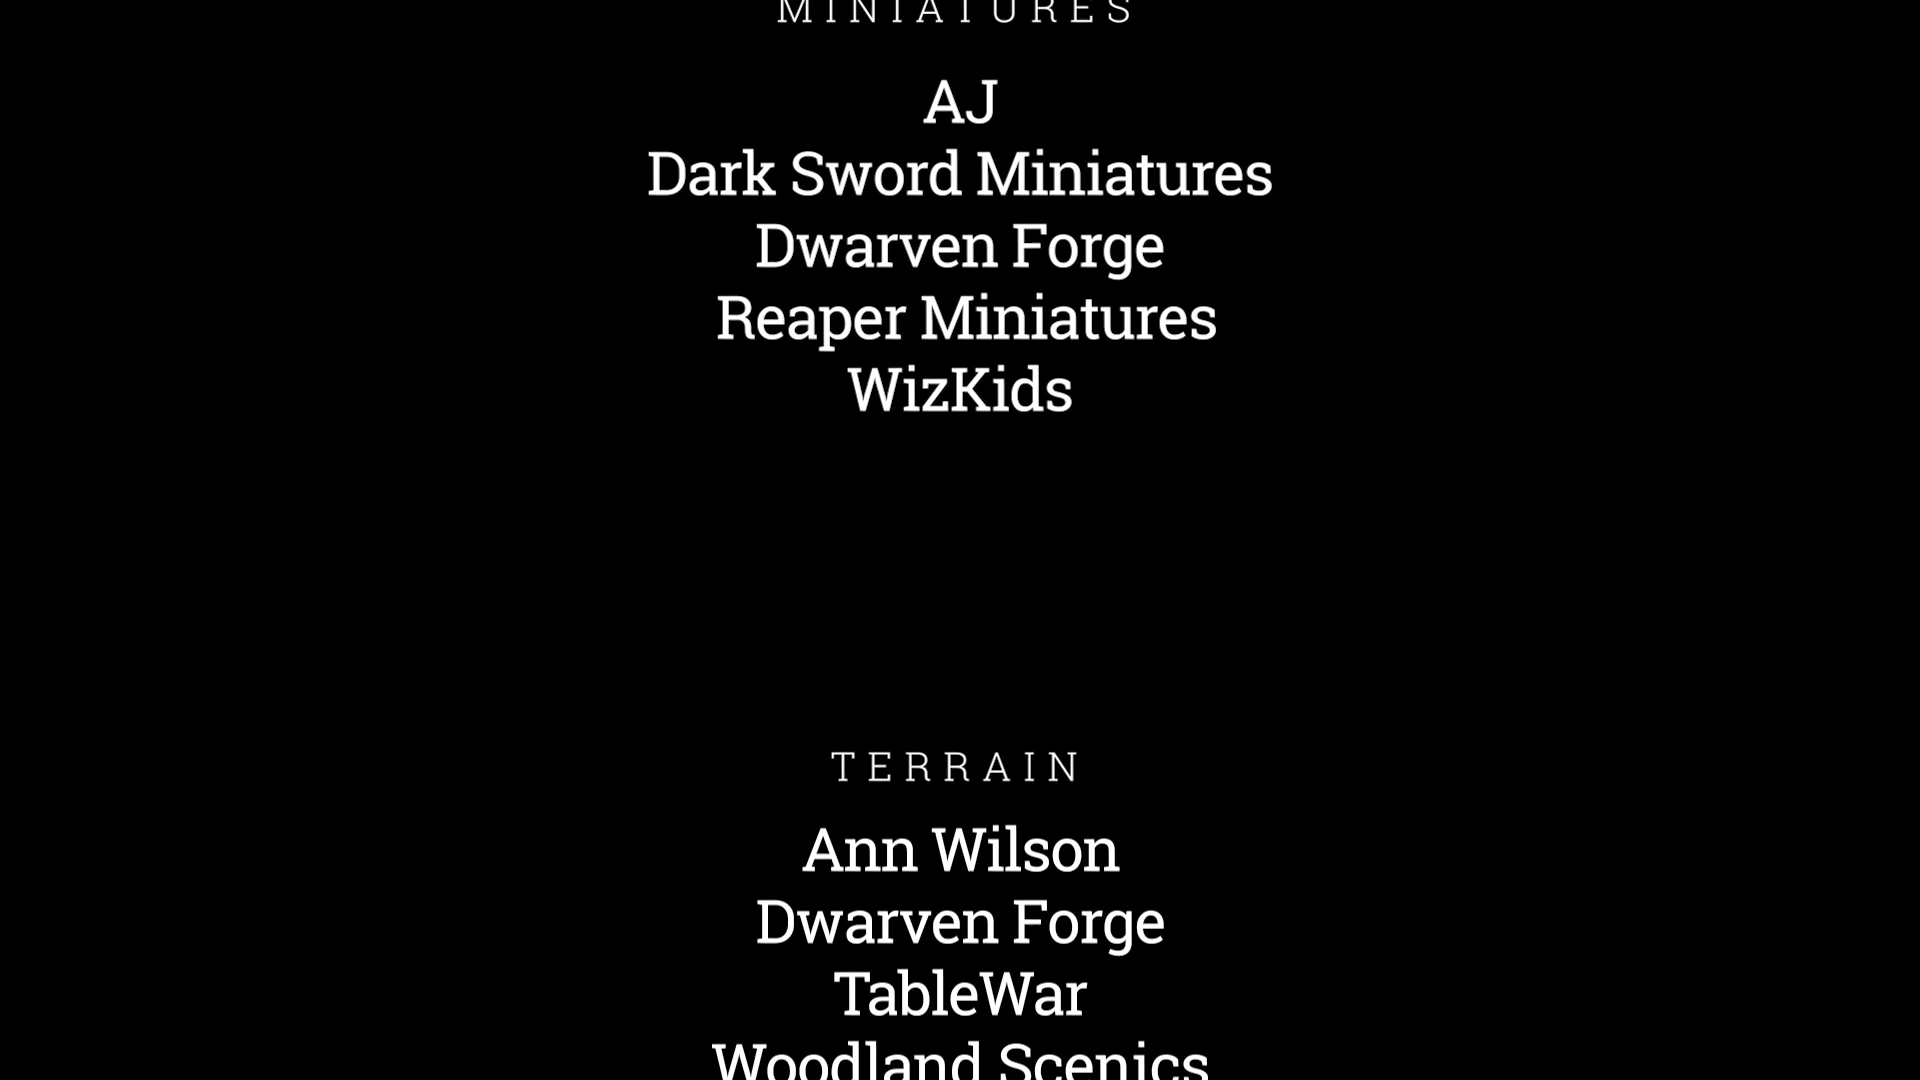 MINIATURES
AJ
Dark Sword Miniatures
Dwarven Forge
Reaper Miniatures
WizKids
TERRAIN
Ann Wilson
Dwarven Forge
TableWar
Woodland Scenics